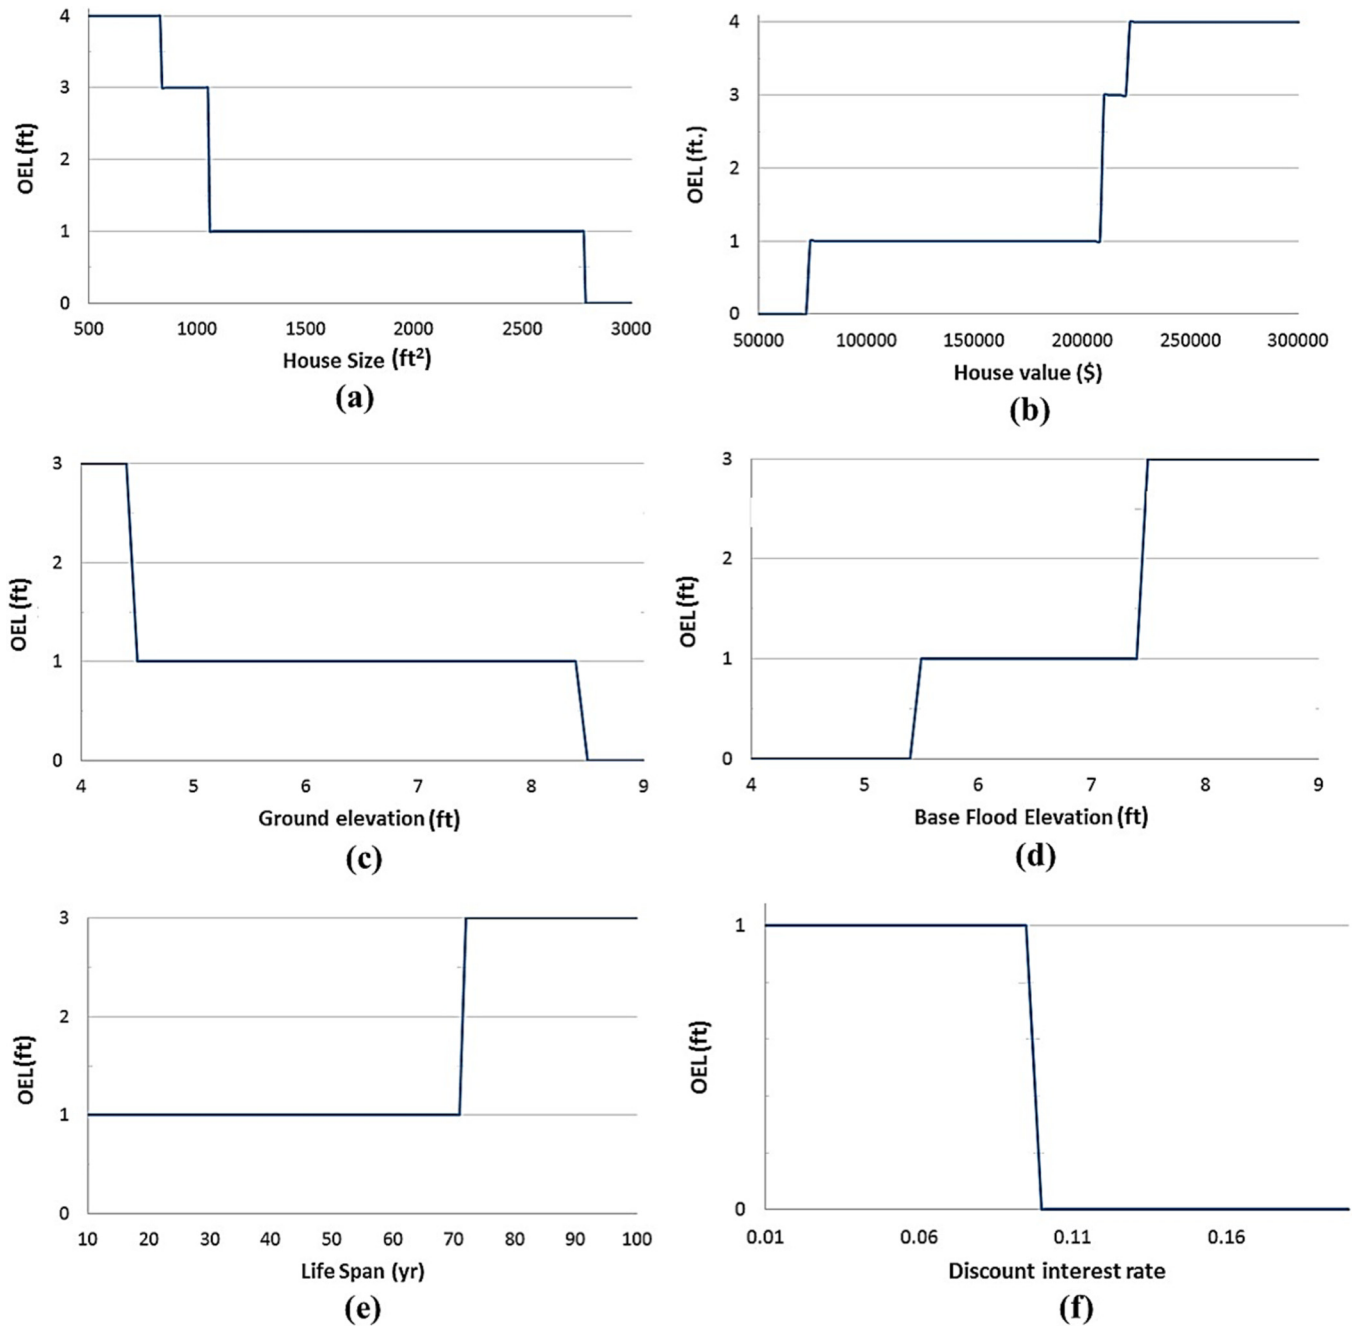 4
3
2
1
0
OEL(ft)
500 1000 1500 2000 2500 3000
House Size (ft²)
(a)
4
3
2
1
0
OEL (ft.)
50000 100000 150000 200000 250000 300000
House value ($)
(b)
3
2
1
0
OEL (ft)
4 5 6 7 8 9
Ground elevation (ft)
(c)
3
2
1
0
OEL (ft)
4 5 6 7 8 9
Base Flood Elevation (ft)
(d)
3
2
1
0
OEL(ft)
10 20 30 40 50 60 70 80 90 100
Life Span (yr)
(e)
1
0
OEL (ft)
0.01 0.06 0.11 0.16
Discount interest rate
(f)